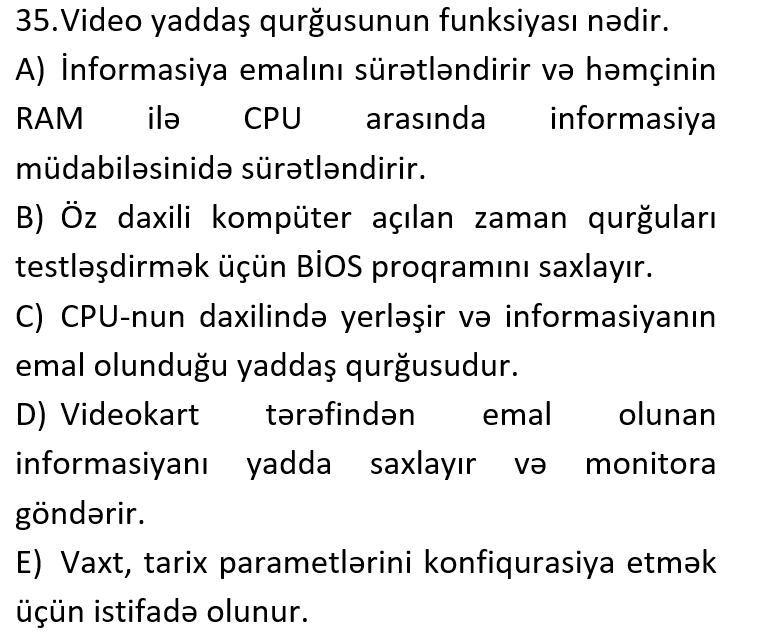 35.Video yaddaş qurğusunun funksiyası nədir.
A) İnformasiya emalını sürətləndirir və həmçinin
RAM ilə CPU arasında informasiya
müdabiləsinidə sürətləndirir.
B) Öz daxili kompüter açılan zaman qurğuları
testləşdirmək üçün BİOS proqramını saxlayır.
C) CPU-nun daxilində yerləşir və informasiyanın
emal olunduğu yaddaş qurğusudur.
D) Videokart tərəfindən emal olunan
informasiyanı yadda saxlayır və monitora
göndərir.
E) Vaxt, tarix parametlərini konfiqurasiya etmək
üçün istifadə olunur.